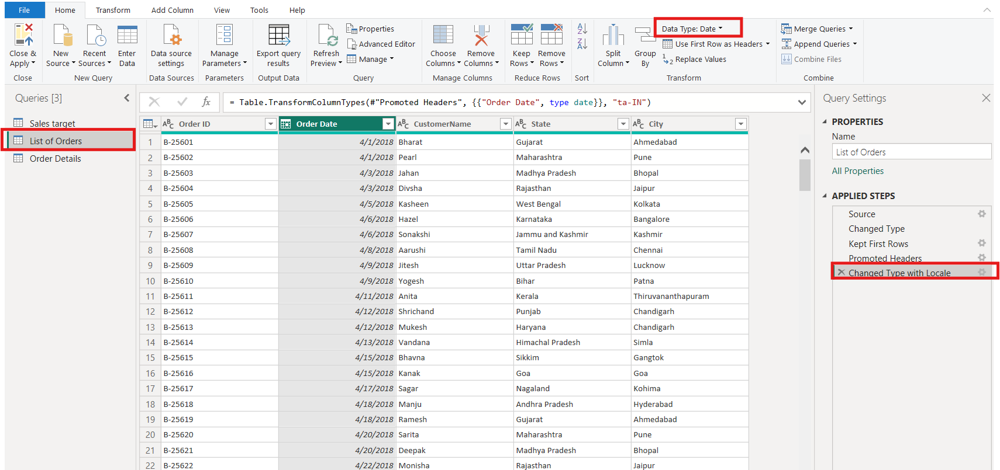 File Home Transform Add Column View Tools Help
Close & Apply
New Source
Recent Sources
Enter Data
Data source settings
Manage Parameters
Export query results
Refresh Preview
Properties
Advanced Editor
Manage
Choose Columns
Remove Columns
Keep Rows
Remove Rows
Split Column
Group By
Data Type: Date
Use First Row as Headers
Replace Values
Merge Queries
Append Queries
Combine Files
Close New Query Data Sources Parameters Output Data Query Manage Columns Reduce Rows Sort Transform Combine
Queries [3]
Sales target
List of Orders
Order Details
fx = Table.TransformColumnTypes(#"Promoted Headers", {{"Order Date", type date}}, "ta-IN")
Order ID Order Date CustomerName State City
1 B-25601 4/1/2018 Bharat Gujarat Ahmedabad
2 B-25602 4/1/2018 Pearl Maharashtra Pune
3 B-25603 4/3/2018 Jahan Madhya Pradesh Bhopal
4 B-25604 4/3/2018 Divsha Rajasthan Jaipur
5 B-25605 4/5/2018 Kasheen West Bengal Kolkata
6 B-25606 4/6/2018 Hazel Karnataka Bangalore
7 B-25607 4/6/2018 Sonakshi Jammu and Kashmir Kashmir
8 B-25608 4/8/2018 Aarushi Tamil Nadu Chennai
9 B-25609 4/9/2018 Jitesh Uttar Pradesh Lucknow
10 B-25610 4/9/2018 Yogesh Bihar Patna
11 B-25611 4/11/2018 Anita Kerala Thiruvananthapuram
12 B-25612 4/12/2018 Shrichand Punjab Chandigarh
13 B-25613 4/12/2018 Mukesh Haryana Chandigarh
14 B-25614 4/13/2018 Vandana Himachal Pradesh Simla
15 B-25615 4/15/2018 Bhavna Sikkim Gangtok
16 B-25616 4/15/2018 Kanak Goa Goa
17 B-25617 4/17/2018 Sagar Nagaland Kohima
18 B-25618 4/18/2018 Manju Andhra Pradesh Hyderabad
19 B-25619 4/18/2018 Ramesh Gujarat Ahmedabad
20 B-25620 4/20/2018 Sarita Maharashtra Pune
21 B-25621 4/20/2018 Deepak Madhya Pradesh Bhopal
22 B-25622 4/22/2018 Monisha Rajasthan Jaipur
Query Settings
PROPERTIES
Name
List of Orders
All Properties
APPLIED STEPS
Source
Changed Type
Kept First Rows
Promoted Headers
Changed Type with Locale